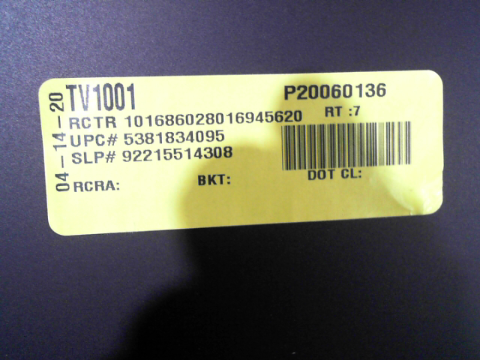 04-14-20
TV1001 P20060136
RCTR 101686028016945620 RT :7
UPC# 5381834095
SLP# 92215514308
RCRA: BKT: DOT CL: